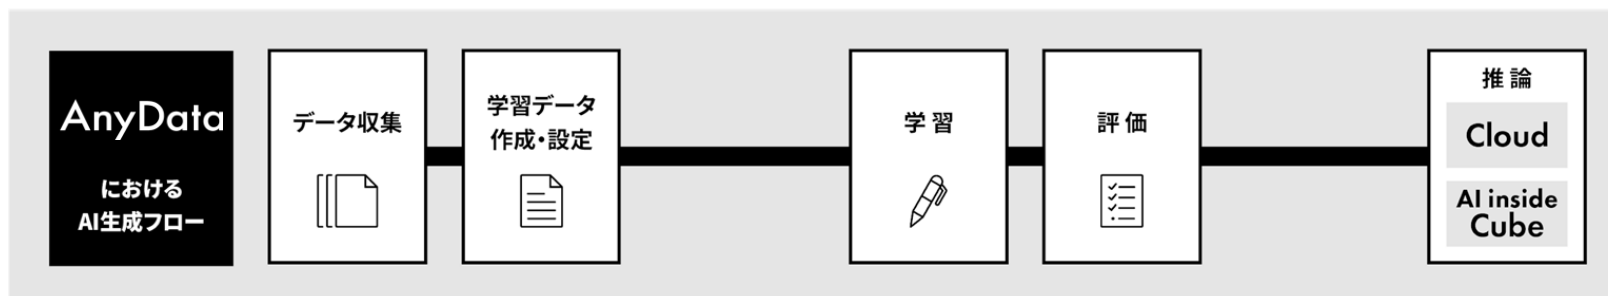 AnyData
における
AI生成フロー
データ収集
学習データ
作成・設定
学習
評価
推論
Cloud
AI inside
Cube